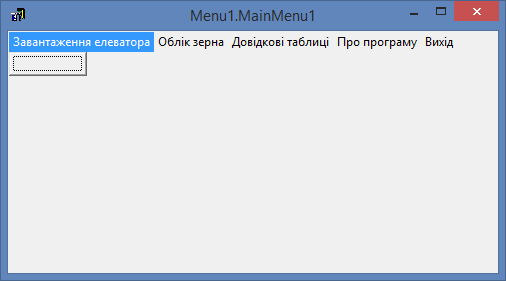 Menu1.MainMenu1
Завантаження елеватора Облік зерна Довідкові таблиці Про програму Вихід